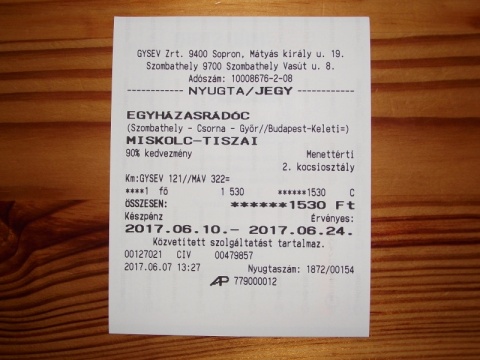 GYSEV Zrt. 9400 Sopron, Mátyás király u. 19.
Szombathely 9700 Szombathely Vasút u. 8.
Adószám: 10008676-2-08
------------ NYUGTA/JEGY ------------
EGYHÁZASRÁDÓC
(Szombathely - Csorna - Győr//Budapest-Keleti=)
MISKOLC-TISZAI
90% kedvezmény Menettérti
2. kocsiosztály
Km:GYSEV 121//MÁV 322=
****1 fő 1 530 ******1530 C
ÖSSZESEN: ******1530 Ft
Készpénz Érvényes:
2017.06.10.- 2017.06.24.
Közvetített szolgáltatást tartalmaz.
00127021 CIV 00479857
2017.06.07 13:27 Nyugtaszám: 1872/00154
AP 779000012